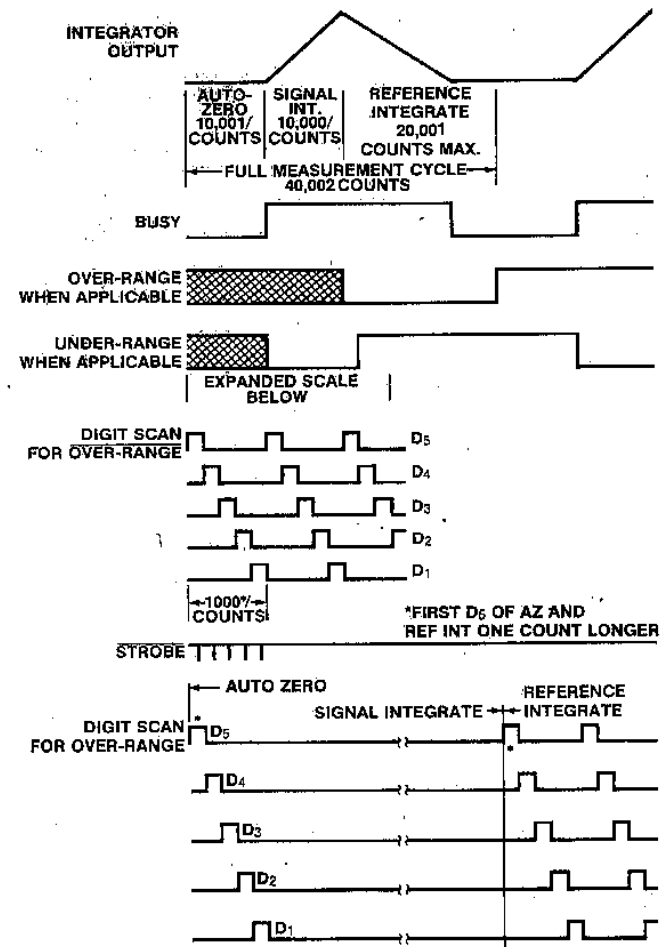 INTEGRATOR
OUTPUT
AUTO-
ZERO
10,001/
COUNTS
SIGNAL
INT.
10,000/
COUNTS
REFERENCE
INTEGRATE
20,001
COUNTS MAX.
FULL MEASUREMENT CYCLE
40,002 COUNTS
BUSY
OVER-RANGE
WHEN APPLICABLE
UNDER-RANGE
WHEN APPLICABLE
EXPANDED SCALE
BELOW
DIGIT SCAN
FOR OVER-RANGE
D5
D4
D3
D2
D1
1000*/
COUNTS
*FIRST D5 OF AZ AND
REF INT ONE COUNT LONGER
STROBE
AUTO ZERO
SIGNAL INTEGRATE
REFERENCE
INTEGRATE
DIGIT SCAN
FOR OVER-RANGE
* D5 *
D4
D3
D2
D1